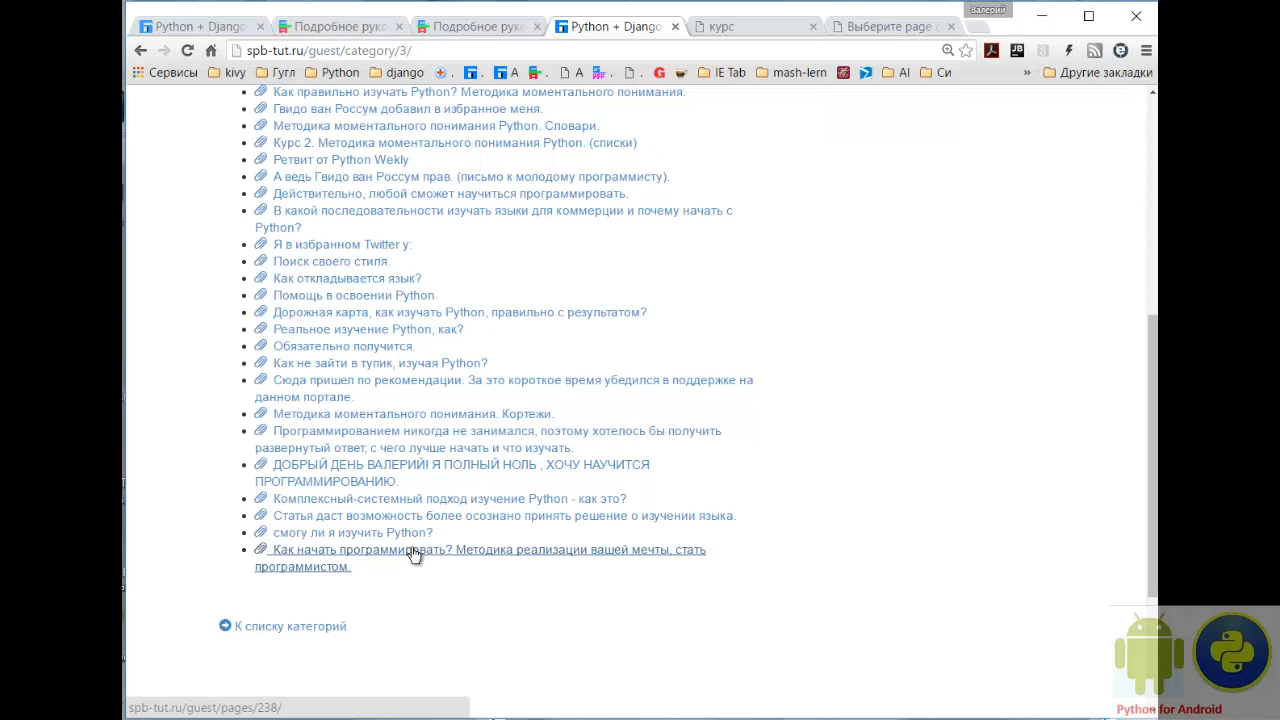 Валерий
Python + Django
Подробное рук
Подробное рук
Python + Django
курс
Выберите page
spb-tut.ru/guest/category/3/
Сервисы kivy Гугл Python django А А IE Tab mash-lern AI Си » Другие закладки
Как правильно изучать Python? Методика моментального понимания.
Гвидо ван Россум добавил в избранное меня.
Методика моментального понимания Python. Словари.
Курс 2. Методика моментального понимания Python. (списки)
Ретвит от Python Wekly
А ведь Гвидо ван Россум прав. (письмо к молодому программисту).
Действительно, любой сможет научиться программировать.
В какой последовательности изучать языки для коммерции и почему начать с
Python?
Я в избранном Twitter у:
Поиск своего стиля.
Как откладывается язык?
Помощь в освоении Python.
Дорожная карта, как изучать Python, правильно с результатом?
Реальное изучение Python, как?
Обязательно получится.
Как не зайти в тупик, изучая Python?
Сюда пришел по рекомендации. За это короткое время убедился в поддержке на
данном портале.
Методика моментального понимания. Кортежи.
Программированием никогда не занимался, поэтому хотелось бы получить
развернутый ответ, с чего лучше начать и что изучать.
ДОБРЫЙ ДЕНЬ ВАЛЕРИЙ! Я ПОЛНЫЙ НОЛЬ , ХОЧУ НАУЧИТСЯ
ПРОГРАММИРОВАНИЮ.
Комплексный-системный подход изучение Python - как это?
Статья даст возможность более осознано принять решение о изучении языка.
смогу ли я изучить Python?
Как начать программировать? Методика реализации вашей мечты, стать
программистом.
К списку категорий
spb-tut.ru/guest/pages/238/
Python for Android